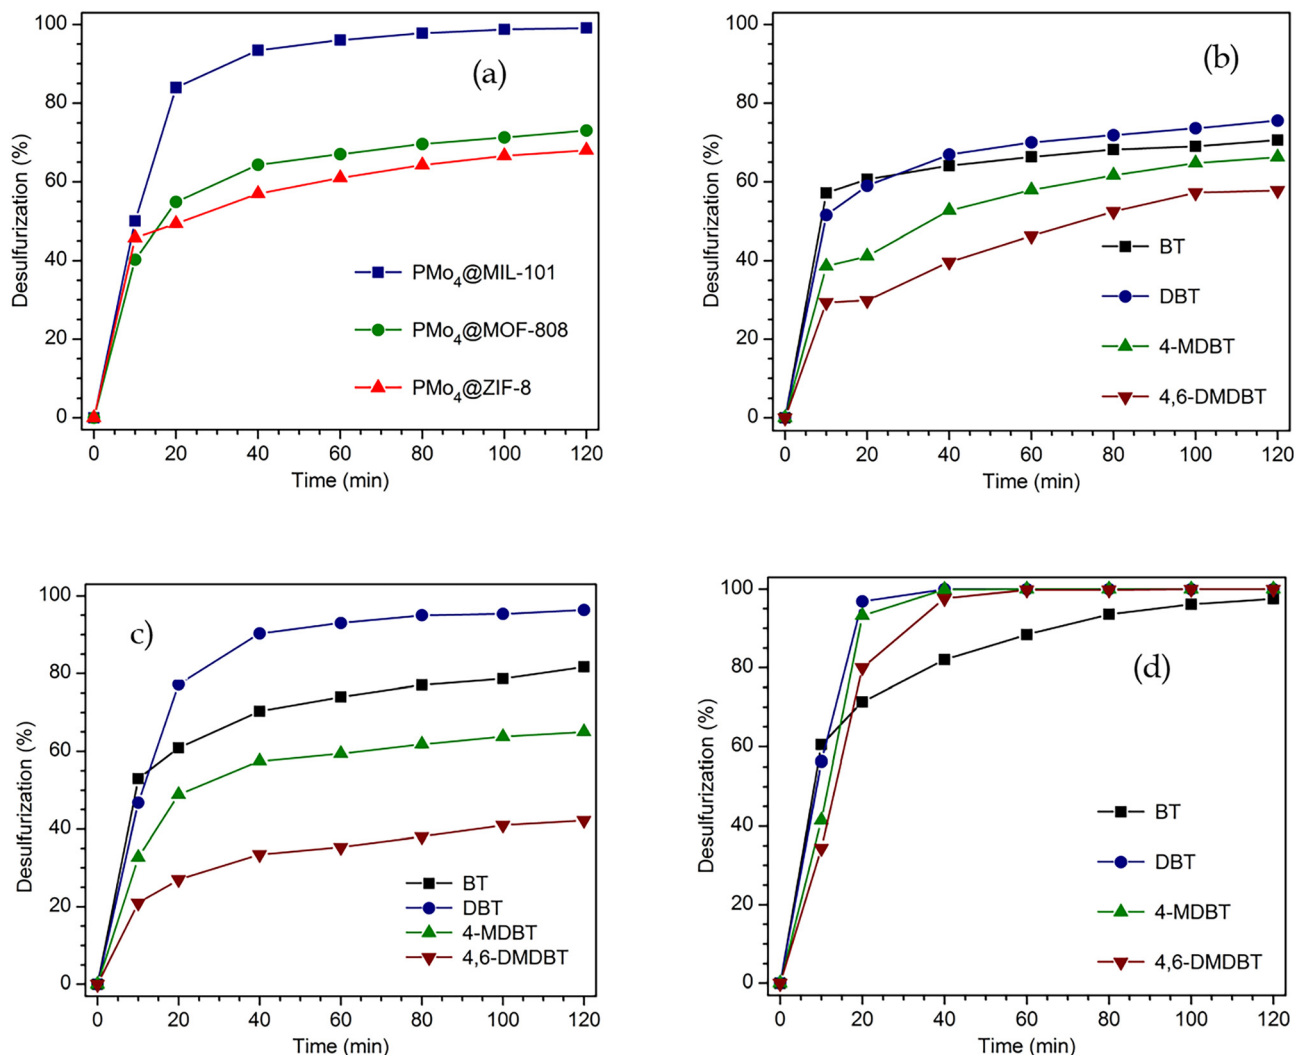 (a)
Desulfurization (%)
100
80
60
40
20
0
PMo4@MIL-101
PMo4@MOF-808
PMo4@ZIF-8
0 20 40 60 80 100 120
Time (min)
(b)
Desulfurization (%)
100
80
60
40
20
0
BT
DBT
4-MDBT
4,6-DMDBT
0 20 40 60 80 100 120
Time (min)
c)
Desulfurization (%)
100
80
60
40
20
0
BT
DBT
4-MDBT
4,6-DMDBT
0 20 40 60 80 100 120
Time (min)
(d)
Desulfurization (%)
100
80
60
40
20
0
BT
DBT
4-MDBT
4,6-DMDBT
0 20 40 60 80 100 120
Time (min)